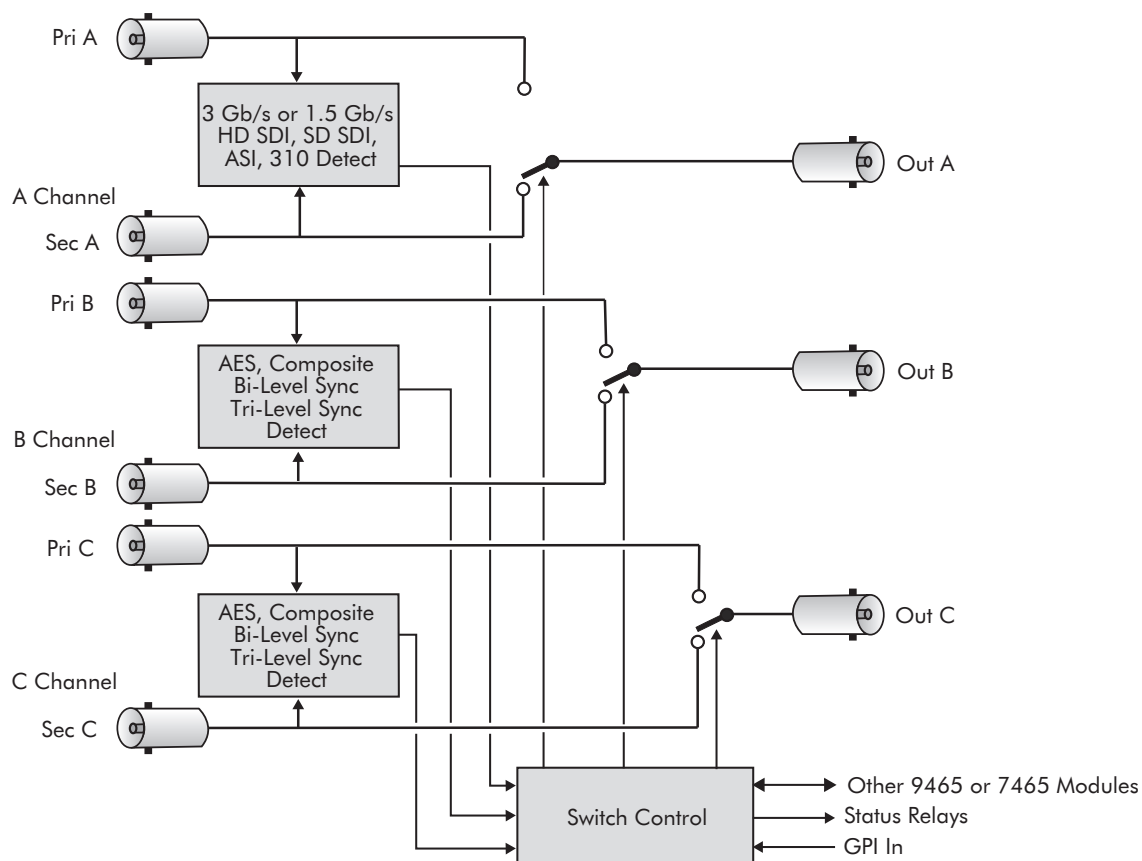 Pri A
3 Gb/s or 1.5 Gb/s
HD SDI, SD SDI,
ASI, 310 Detect
Out A
A Channel
Sec A
Pri B
AES, Composite
Bi-Level Sync
Tri-Level Sync
Detect
Out B
B Channel
Sec B
Pri C
AES, Composite
Bi-Level Sync
Tri-Level Sync
Detect
Out C
C Channel
Sec C
Switch Control
Other 9465 or 7465 Modules
Status Relays
GPI In